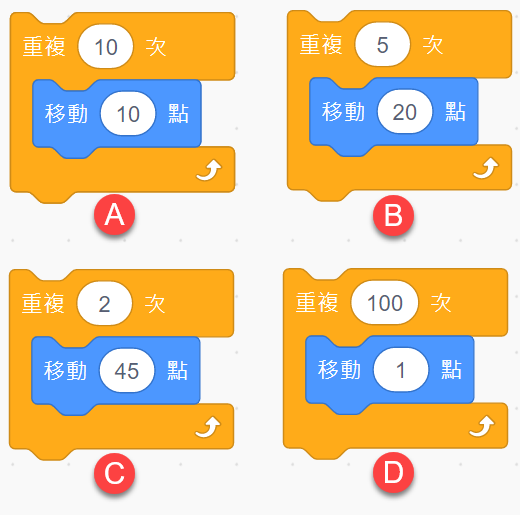 重複 10 次
移動 10 點
A
重複 5 次
移動 20 點
B
重複 2 次
移動 45 點
C
重複 100 次
移動 1 點
D